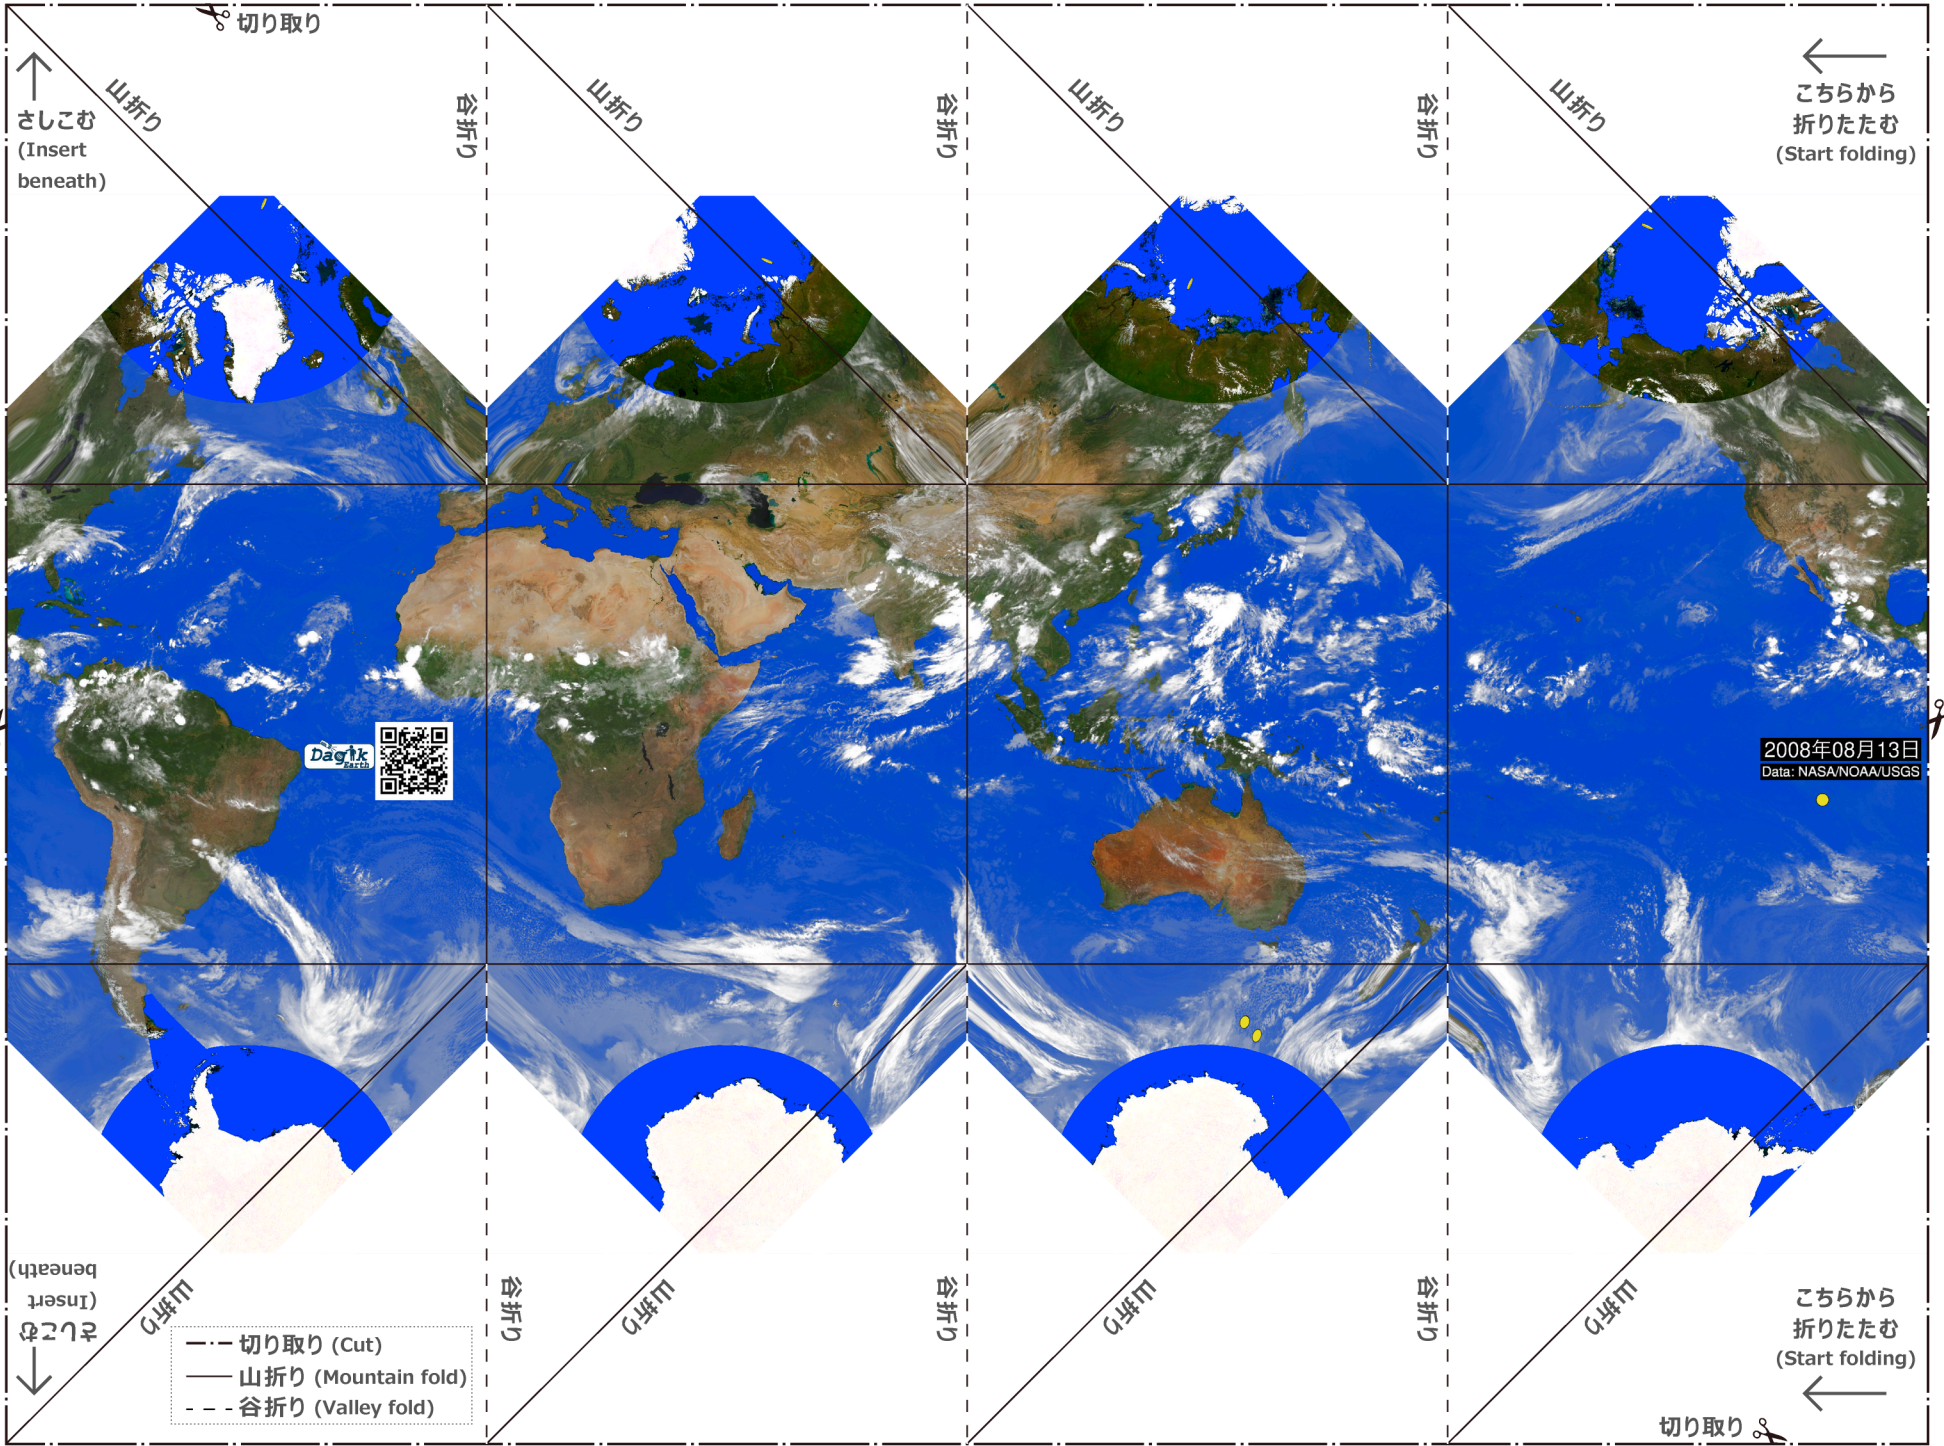 切り取り
さしこむ
(Insert
beneath)
山折り
谷折り
山折り
谷折り
山折り
谷折り
山折り
こちらから
折りたたむ
(Start folding)
Dagik
Earth
2008年08月13日
Data: NASA/NOAA/USGS
さしこむ
(Insert
beneath)
山折り
谷折り
山折り
谷折り
山折り
谷折り
山折り
こちらから
折りたたむ
(Start folding)
切り取り (Cut)
山折り (Mountain fold)
谷折り (Valley fold)
切り取り